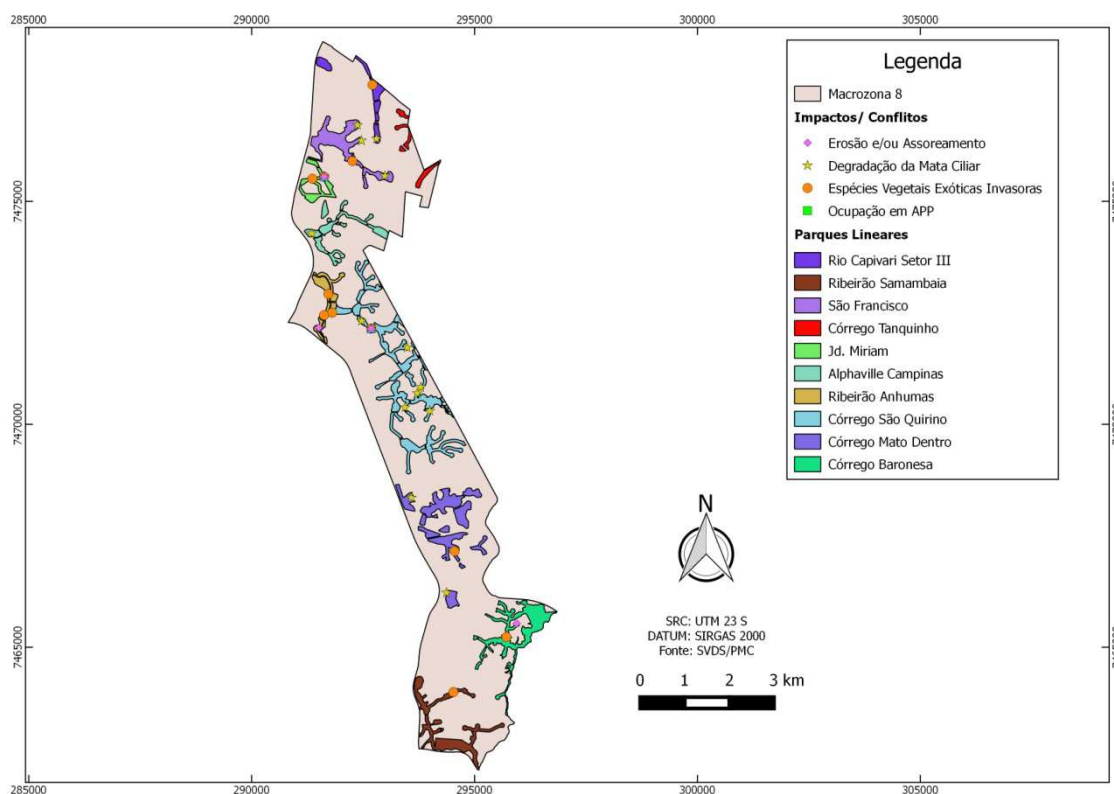 285000 290000 295000 300000 305000
Legenda
Macrozona 8
Impactos/ Conflitos
Erosão e/ou Assoreamento
Degradação da Mata Ciliar
Espécies Vegetais Exóticas Invasoras
Ocupação em APP
Parques Lineares
Rio Capivari Setor III
Ribeirão Samambaia
São Francisco
Córrego Tanquinho
Jd. Miriam
Alphaville Campinas
Ribeirão Anhumas
Córrego São Quirino
Córrego Mato Dentro
Córrego Baronesa
7475000
7470000
7465000
N
SRC: UTM 23 S
DATUM: SIRGAS 2000
Fonte: SVDS/PMC
0 1 2 3 km
285000 290000 295000 300000 305000